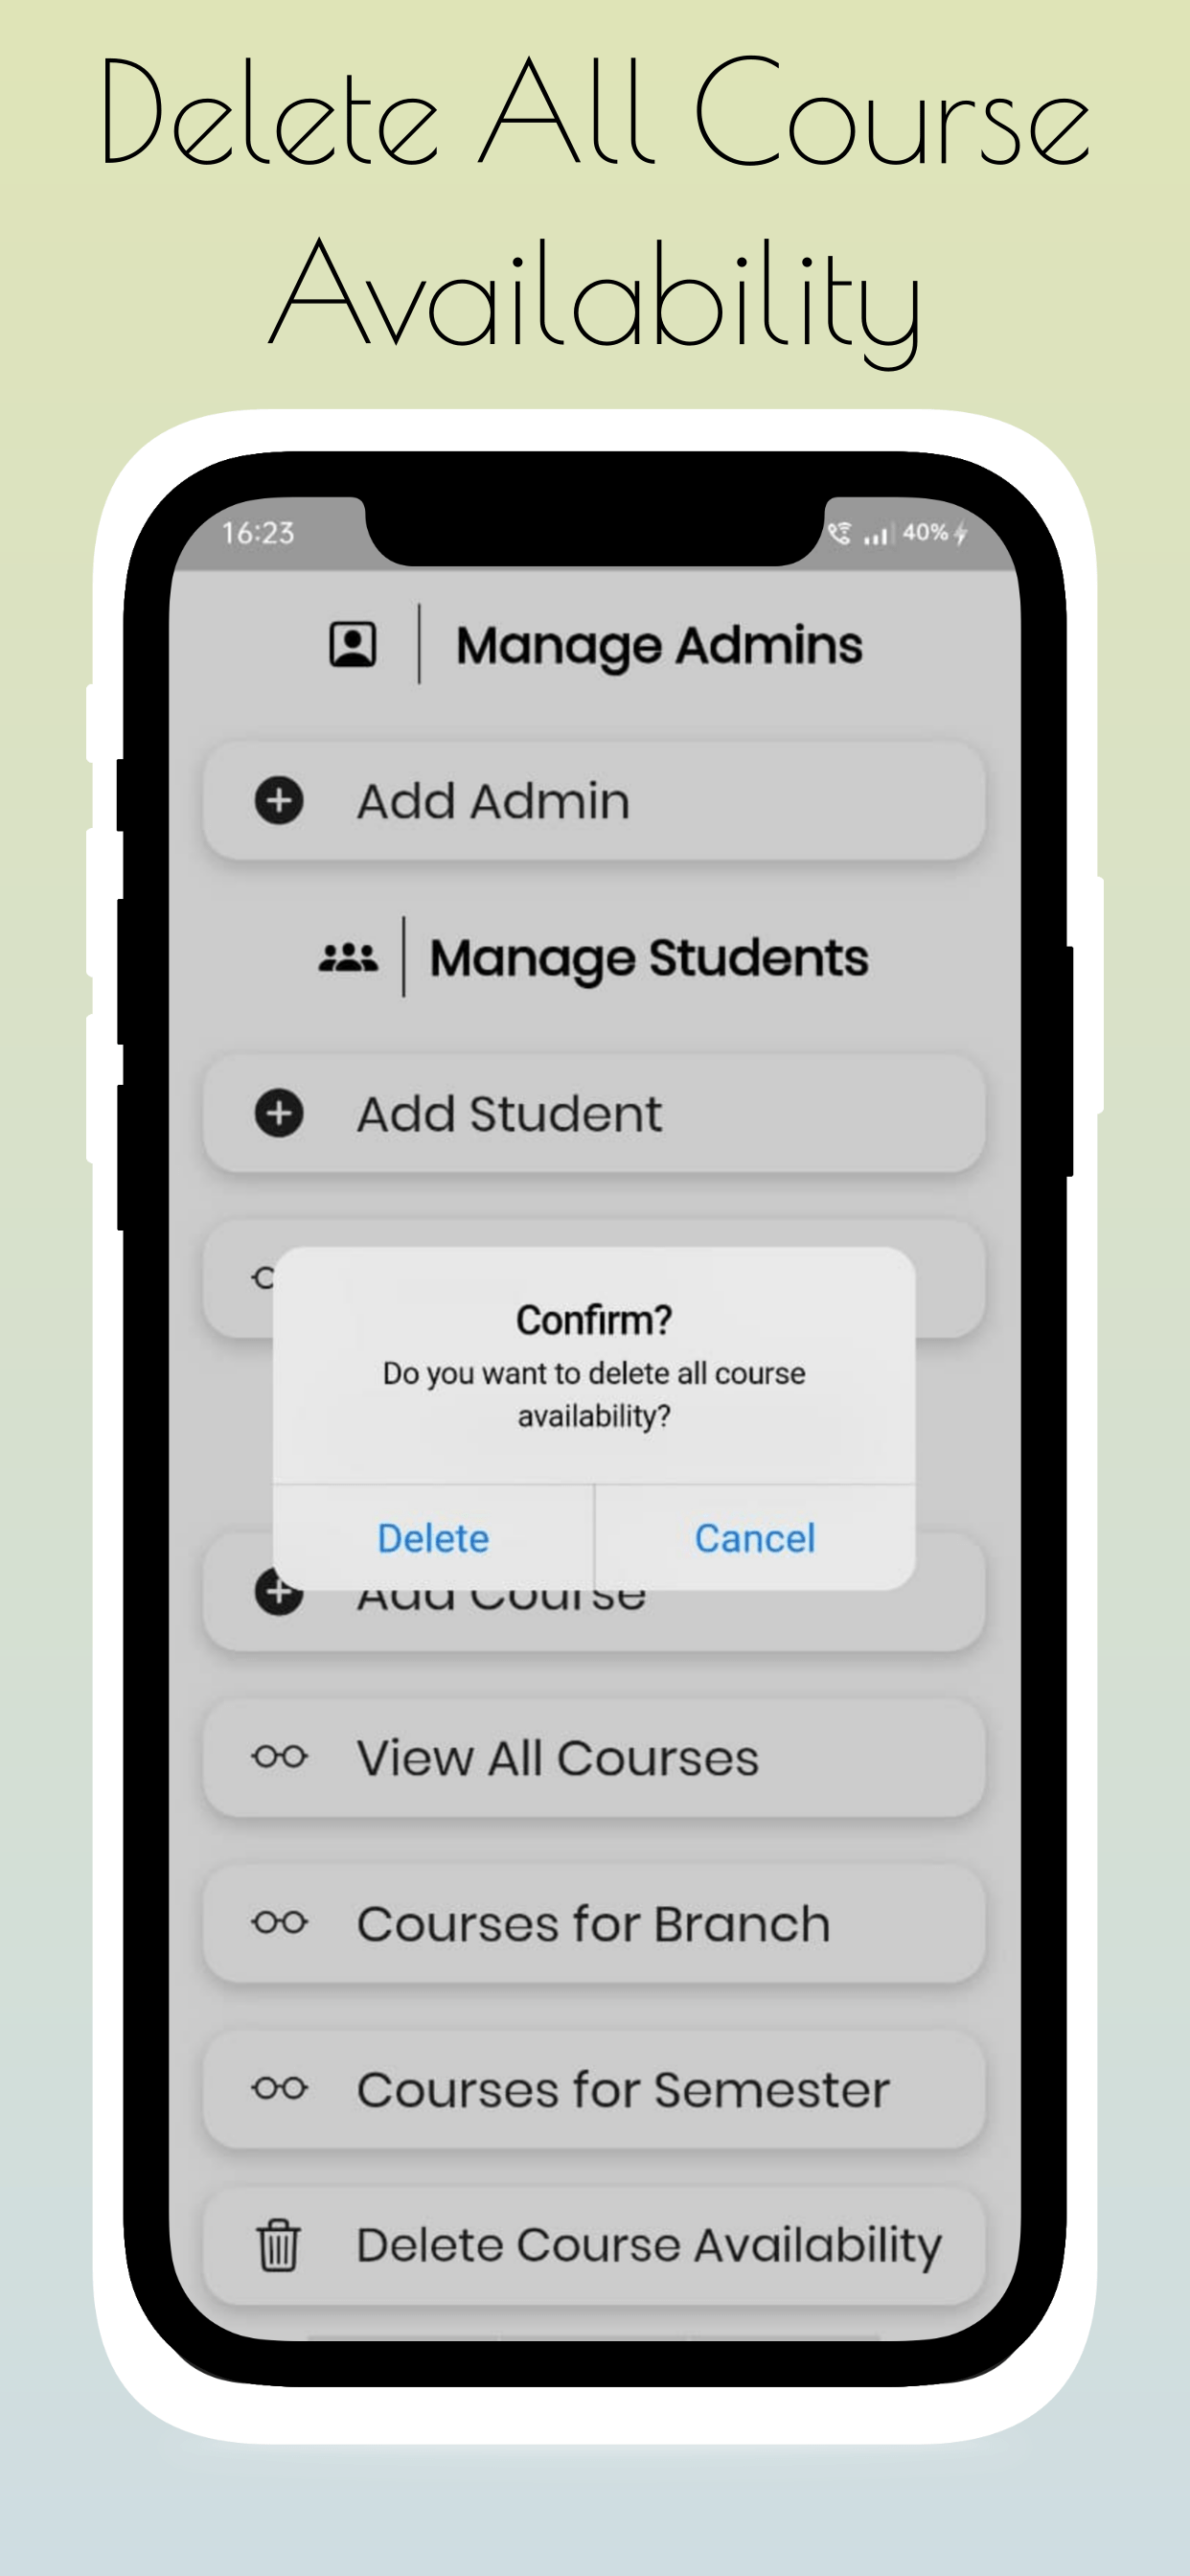 Delete All Course
Availability
16:23
40%
Manage Admins
Add Admin
Manage Students
Add Student
Confirm?
Do you want to delete all course
availability?
Delete
Cancel
Add Course
View All Courses
Courses for Branch
Courses for Semester
Delete Course Availability